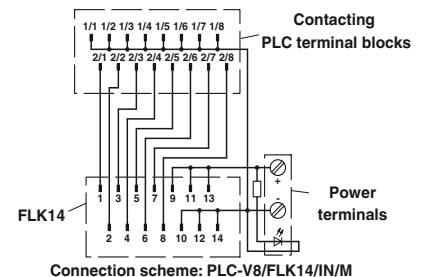 Contacting
PLC terminal blocks
1/1 1/2 1/3 1/4 1/5 1/6 1/7 1/8
2/1 2/2 2/3 2/4 2/5 2/6 2/7 2/8
+
-
Power
terminals
FLK14
1 3 5 7 9 11 13
2 4 6 8 10 12 14
Connection scheme: PLC-V8/FLK14/IN/M